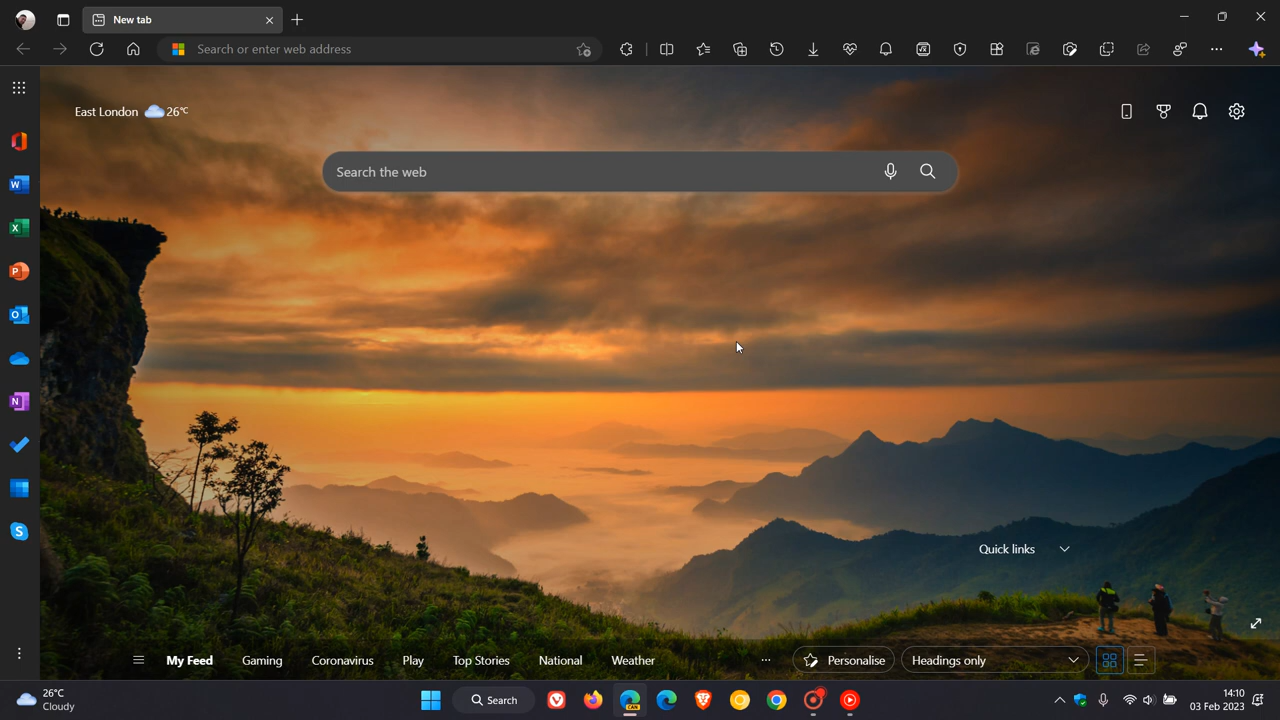 New tab
Search or enter web address
East London 26°C
Search the web
Quick links
My Feed Gaming Coronavirus Play Top Stories National Weather ... Personalise Headings only
26°C
Cloudy
Search
CAN
14:10
03 Feb 2023